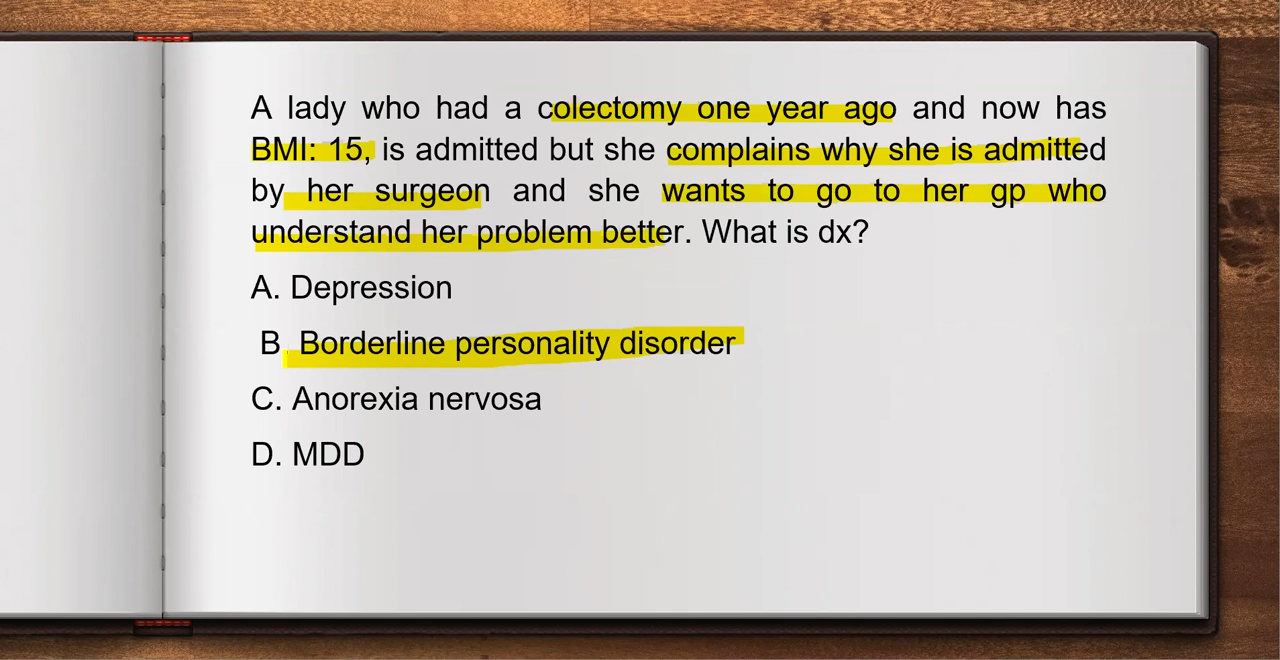 A lady who had a colectomy one year ago and now has
BMI: 15, is admitted but she complains why she is admitted
by her surgeon and she wants to go to her gp who
understand her problem better. What is dx?
A. Depression
B. Borderline personality disorder
C. Anorexia nervosa
D. MDD